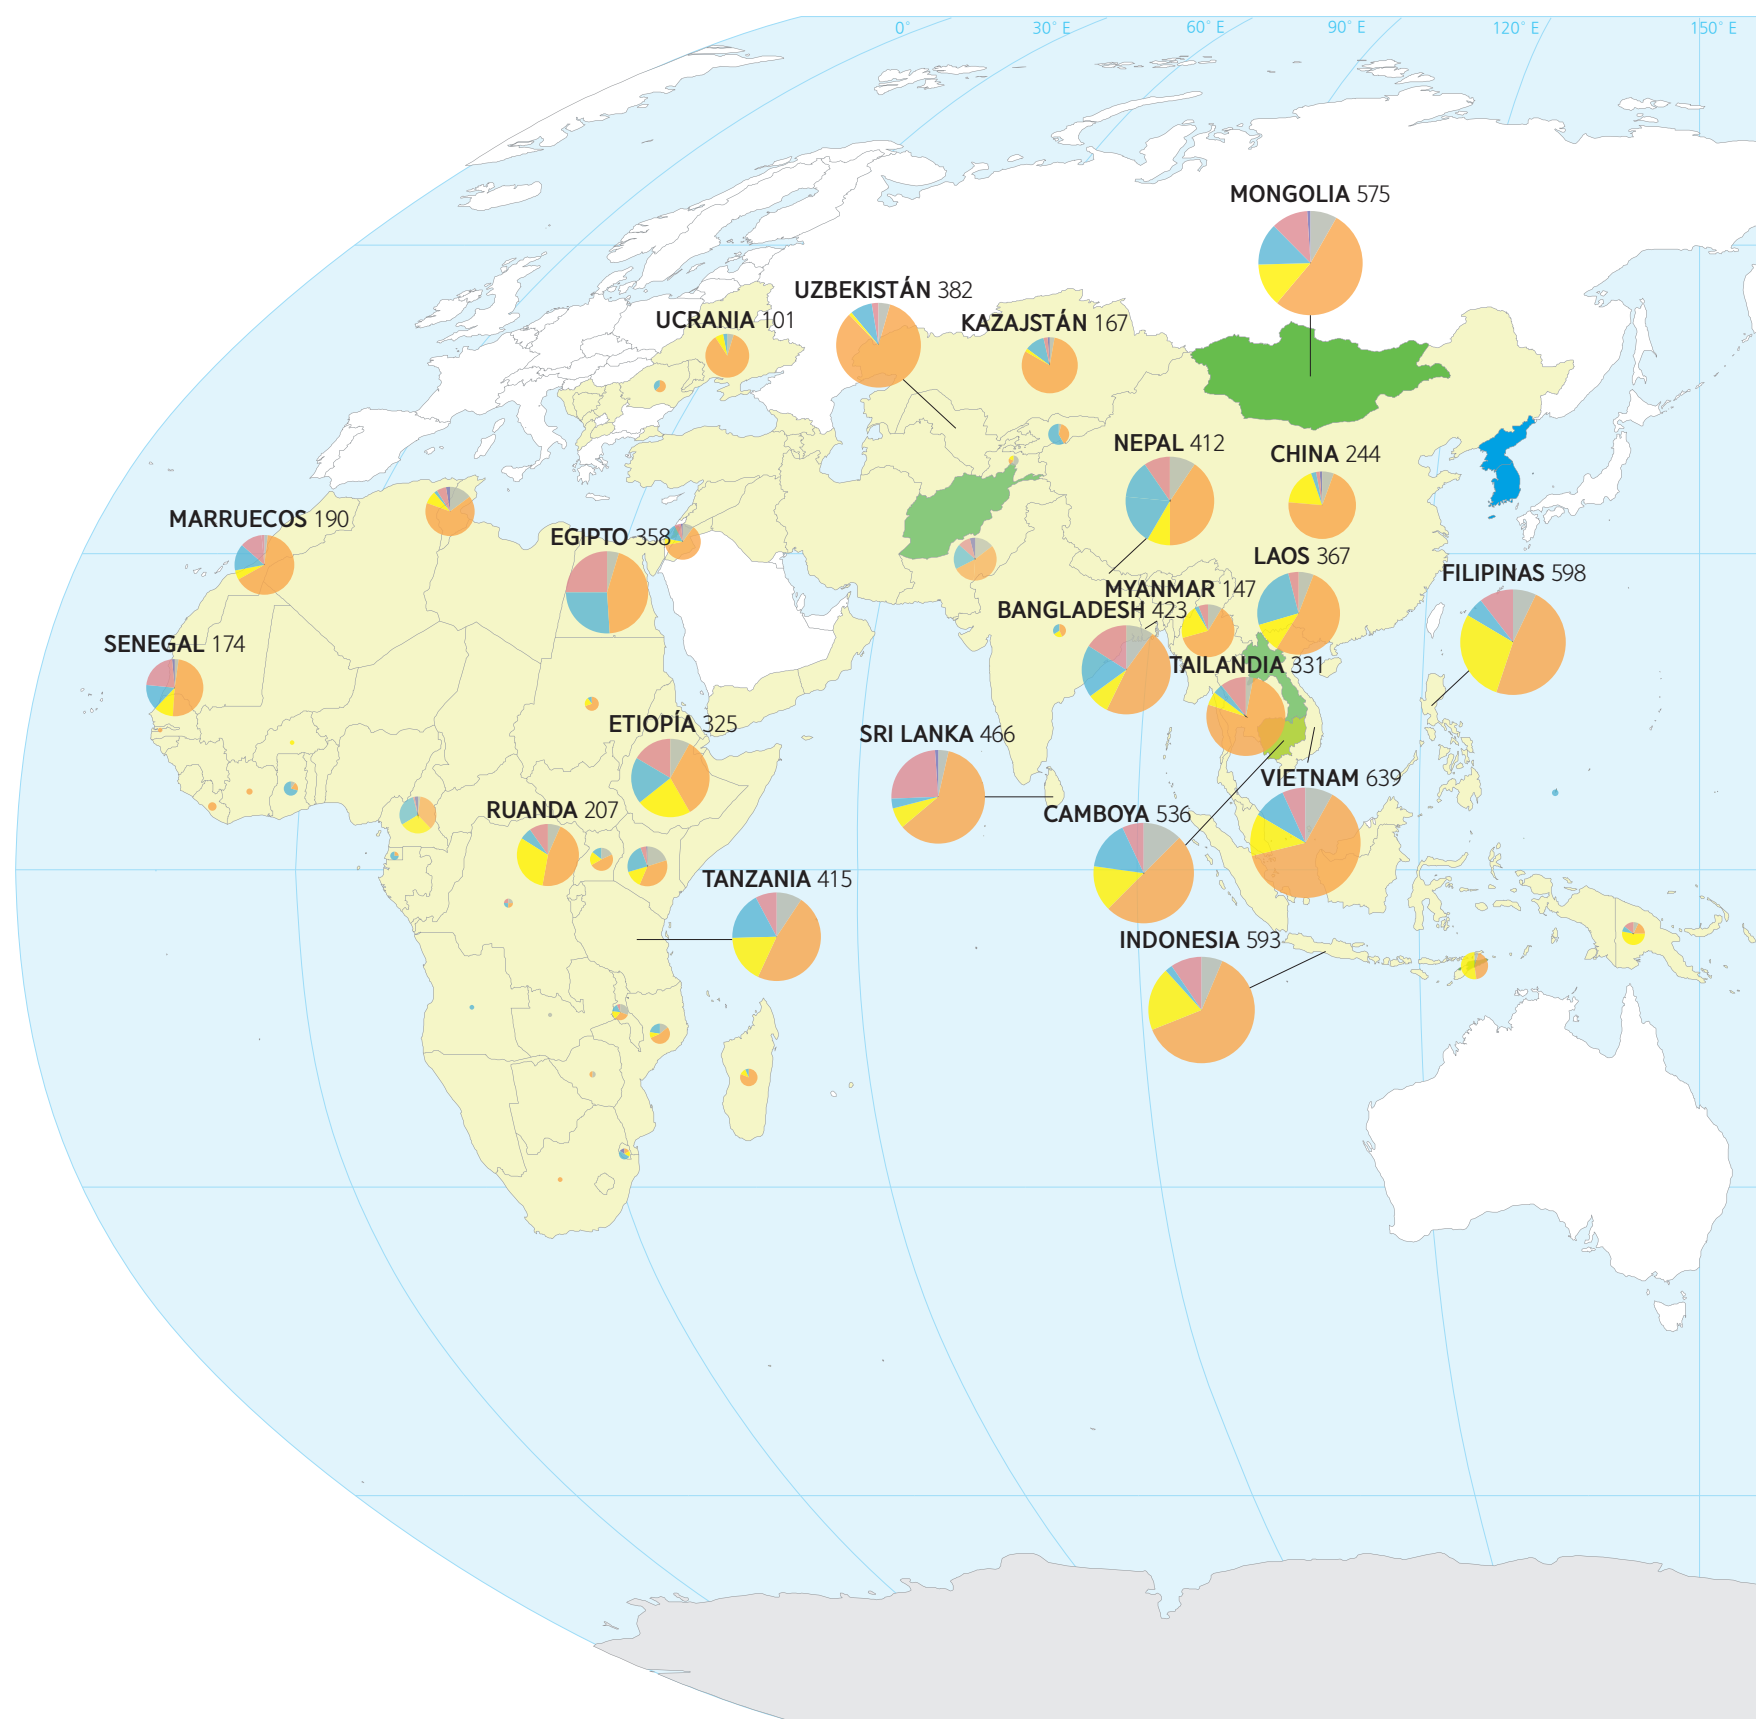 0° 30° E 60° E 90° E 120° E 150° E
MONGOLIA 575
UZBEKISTÁN 382
UCRANIA 101
KAZAJSTÁN 167
NEPAL 412
CHINA 244
MARRUECOS 190
EGIPTO 358
LAOS 367
FILIPINAS 598
MYANMAR 147
BANGLADESH 423
SENEGAL 174
TAILANDIA 331
ETIOPÍA 325
SRI LANKA 466
VIETNAM 639
RUANDA 207
CAMBOYA 536
TANZANIA 415
INDONESIA 593